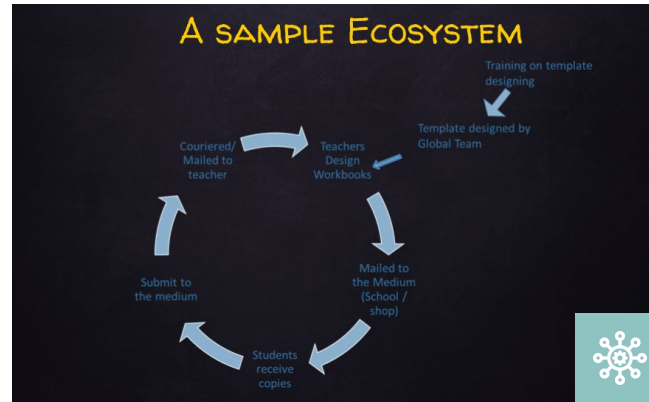 A SAMPLE ECOSYSTEM
Training on template
designing
Template designed by
Global Team
Teachers
Design
Workbooks
Mailed to
the Medium
(School /
shop)
Students
receive
copies
Submit to
the medium
Couriered/
Mailed to
teacher